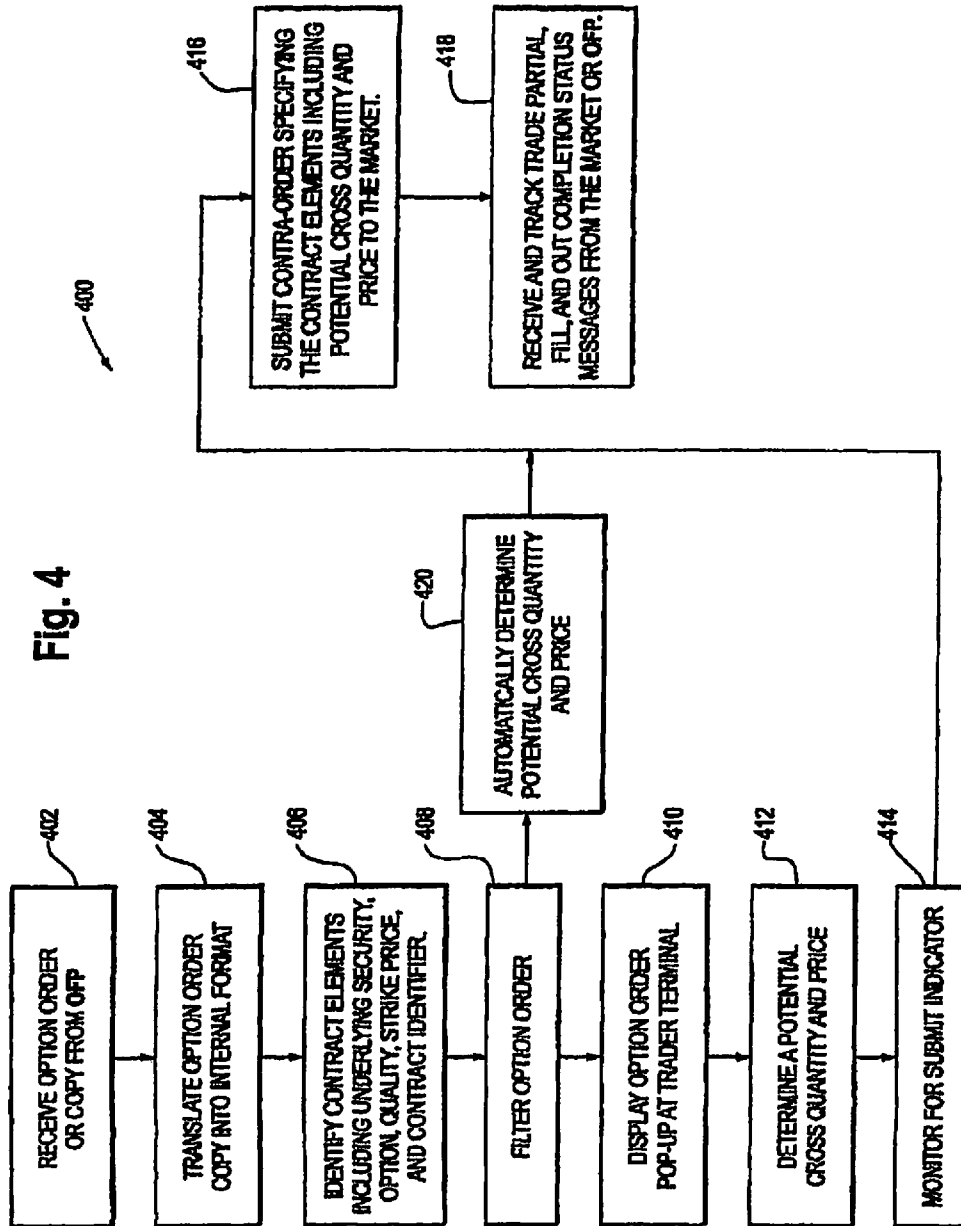 Fig. 4
400
402
RECEIVE OPTION ORDER
OR COPY FROM OFP
404
TRANSLATE OPTION ORDER
COPY INTO INTERNAL FORMAT
406
IDENTIFY CONTRACT ELEMENTS
INCLUDING UNDERLYING SECURITY,
OPTION, QUALITY, STRIKE PRICE,
AND CONTRACT IDENTIFIER.
408
FILTER OPTION ORDER
410
DISPLAY OPTION ORDER
POP-UP AT TRADER TERMINAL
412
DETERMINE A POTENTIAL
CROSS QUANTITY AND PRICE
414
MONITOR FOR SUBMIT INDICATOR
420
AUTOMATICALLY DETERMINE
POTENTIAL CROSS QUANTITY
AND PRICE
416
SUBMIT CONTRA-ORDER SPECIFYING
THE CONTRACT ELEMENTS INCLUDING
POTENTIAL CROSS QUANTITY AND
PRICE TO THE MARKET.
418
RECEIVE AND TRACK TRADE PARTIAL,
FILL, AND OUT COMPLETION STATUS
MESSAGES FROM THE MARKET OR OFP.